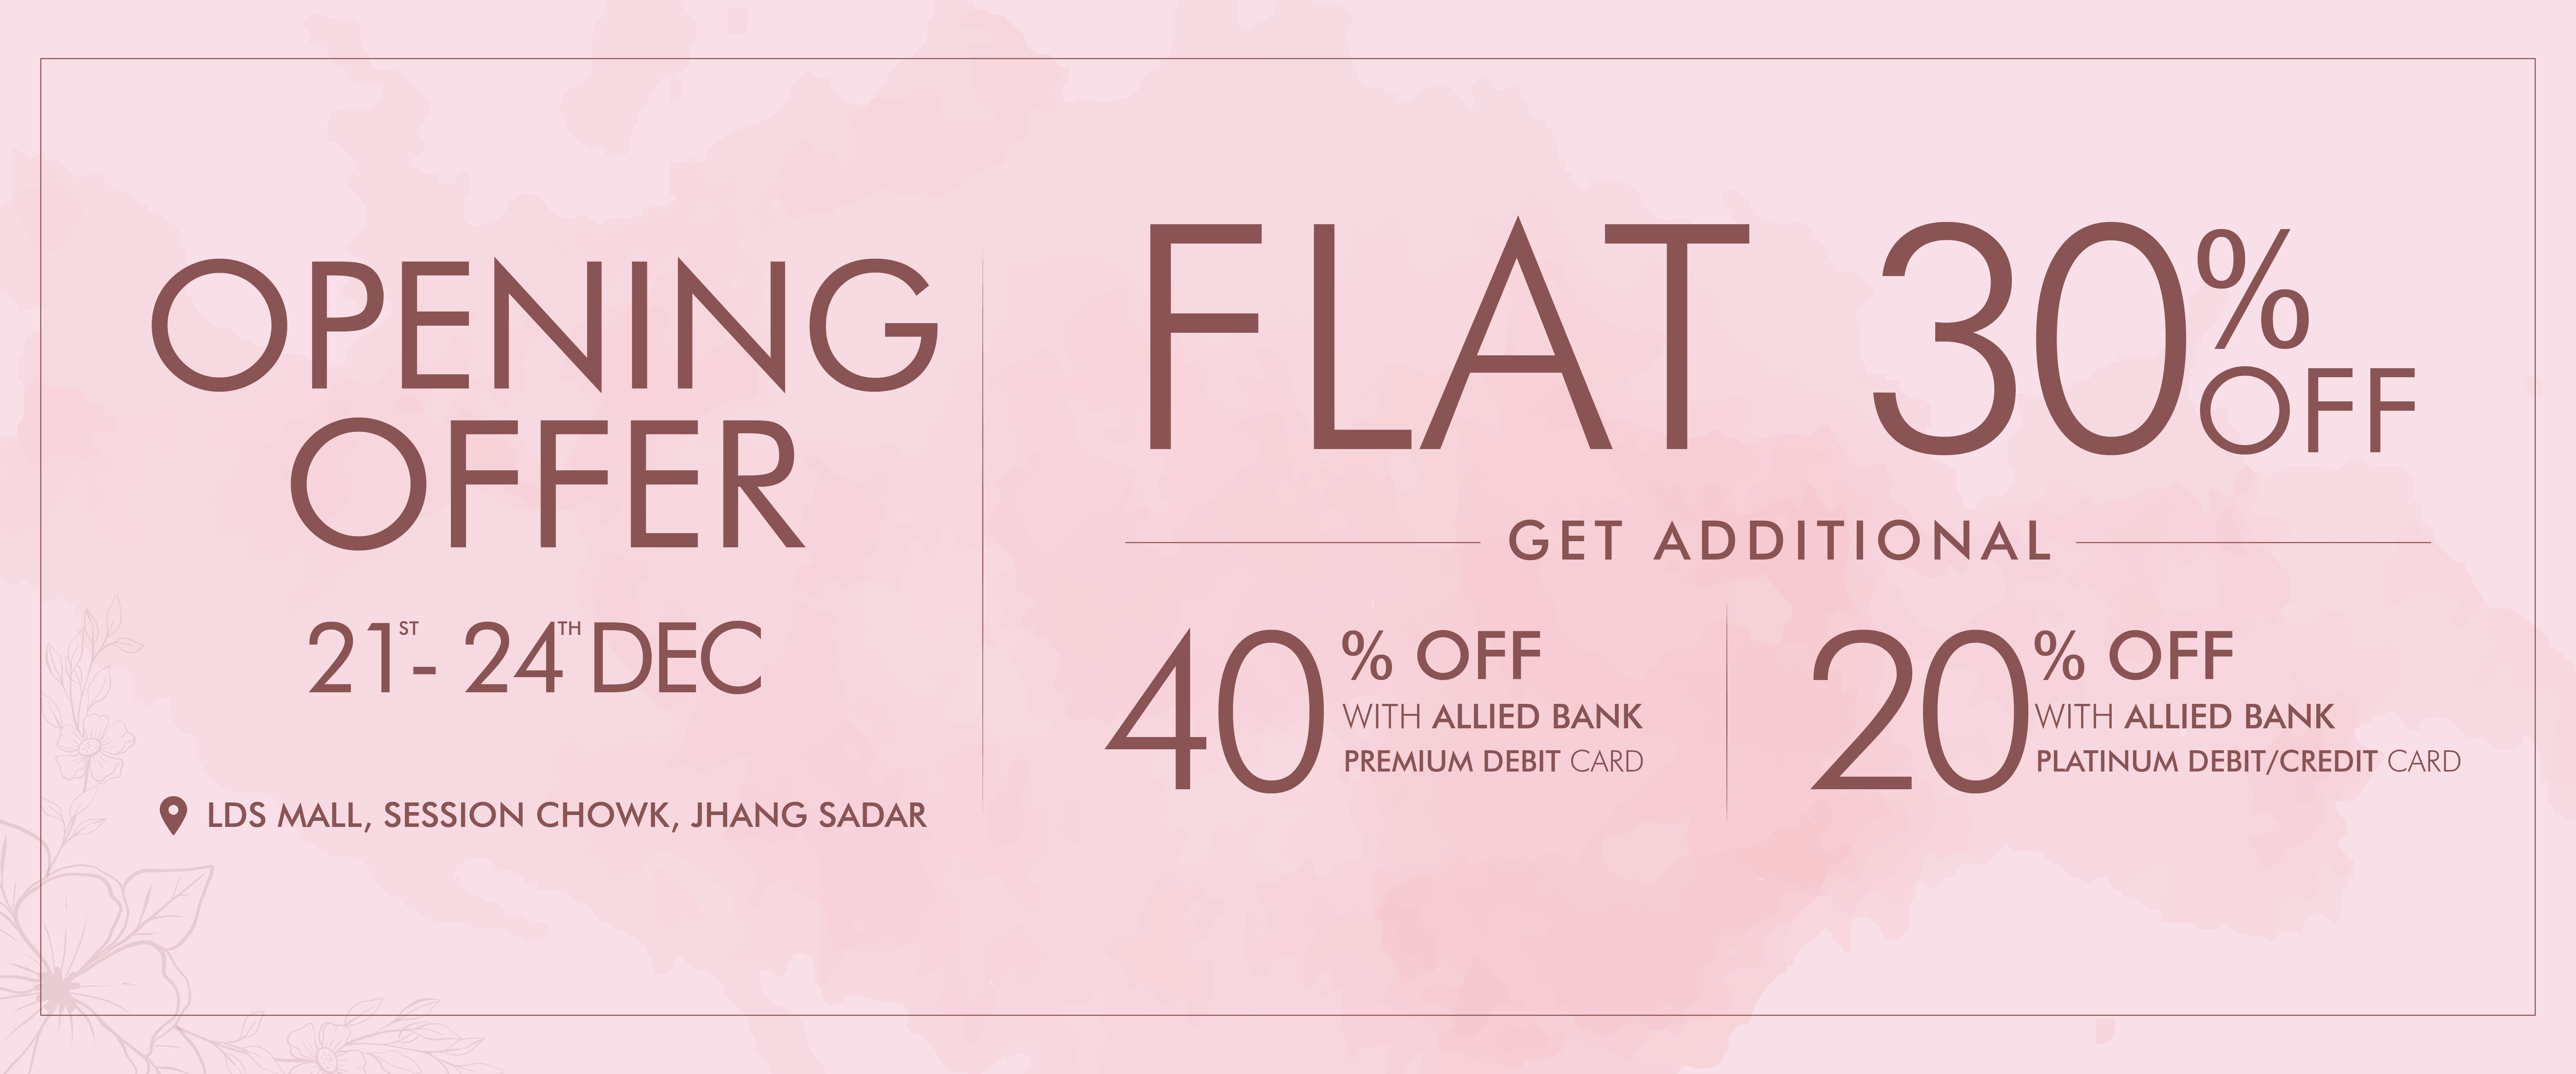 OPENING
OFFER
21ST - 24TH DEC
LDS MALL, SESSION CHOWK, JHANG SADAR
FLAT 30% OFF
GET ADDITIONAL
40% OFF
WITH ALLIED BANK
PREMIUM DEBIT CARD
20% OFF
WITH ALLIED BANK
PLATINUM DEBIT/CREDIT CARD